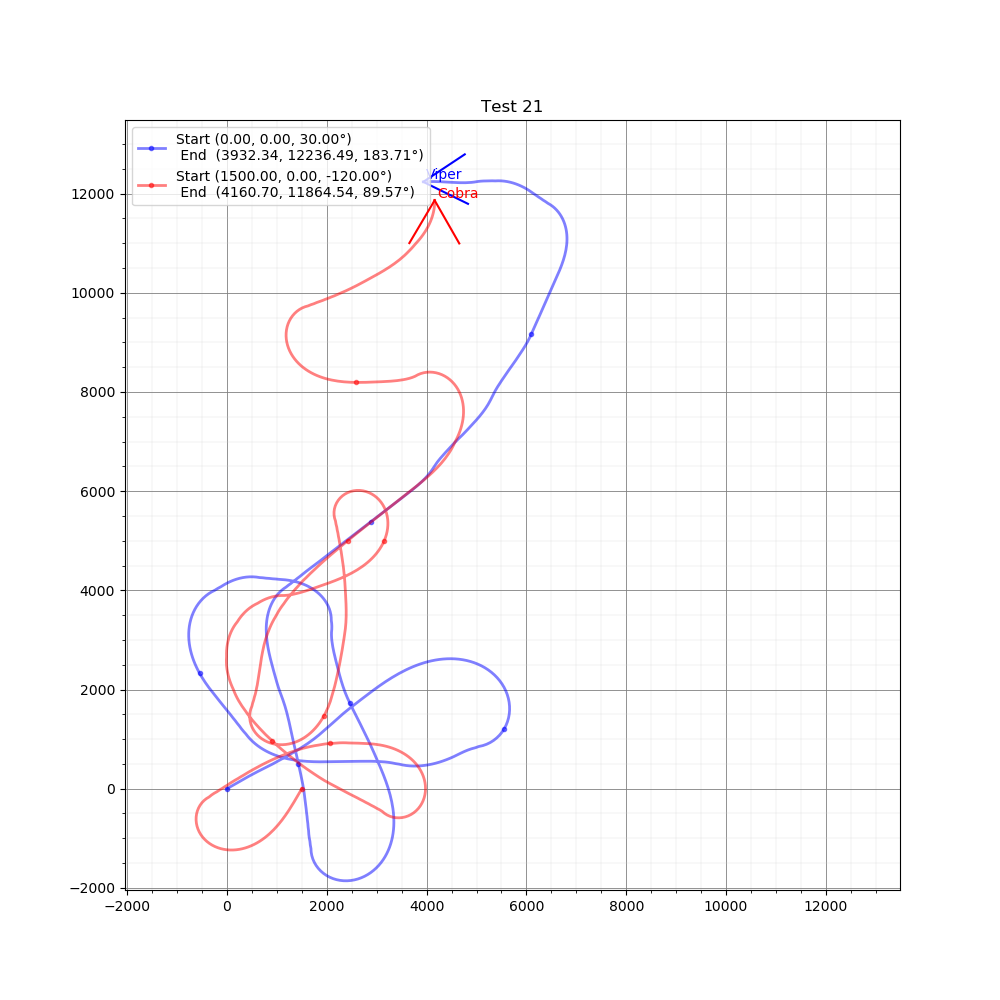 Test 21
Start (0.00, 0.00, 30.00°)
End  (3932.34, 12236.49, 183.71°)
Start (1500.00, 0.00, -120.00°)
End  (4160.70, 11864.54, 89.57°)
Cobra
12000
10000
8000
6000
4000
2000
0
−2000
−2000 0 2000 4000 6000 8000 10000 12000